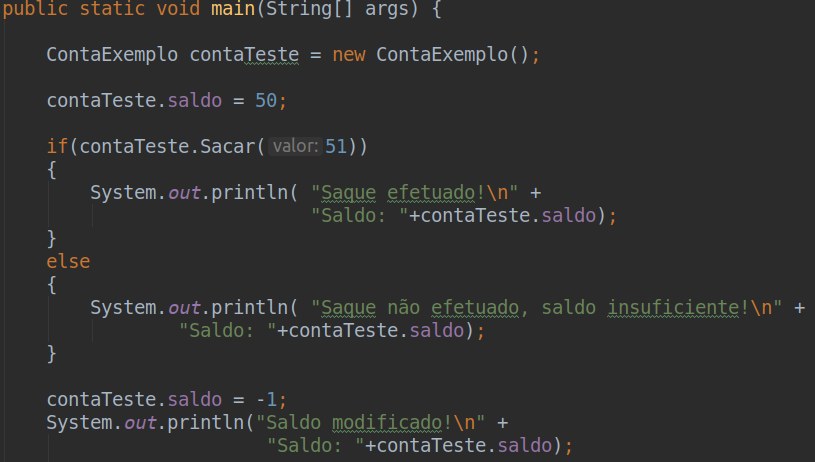 public static void main(String[] args) {
ContaExemplo contaTeste = new ContaExemplo();
contaTeste.saldo = 50;
if(contaTeste.Sacar( valor: 51))
{
System.out.println( "Saque efetuado!\n" +
"Saldo: "+contaTeste.saldo);
}
else
{
System.out.println( "Saque não efetuado, saldo insuficiente!\n" +
"Saldo: "+contaTeste.saldo);
}
contaTeste.saldo = -1;
System.out.println("Saldo modificado!\n" +
"Saldo: "+contaTeste.saldo);